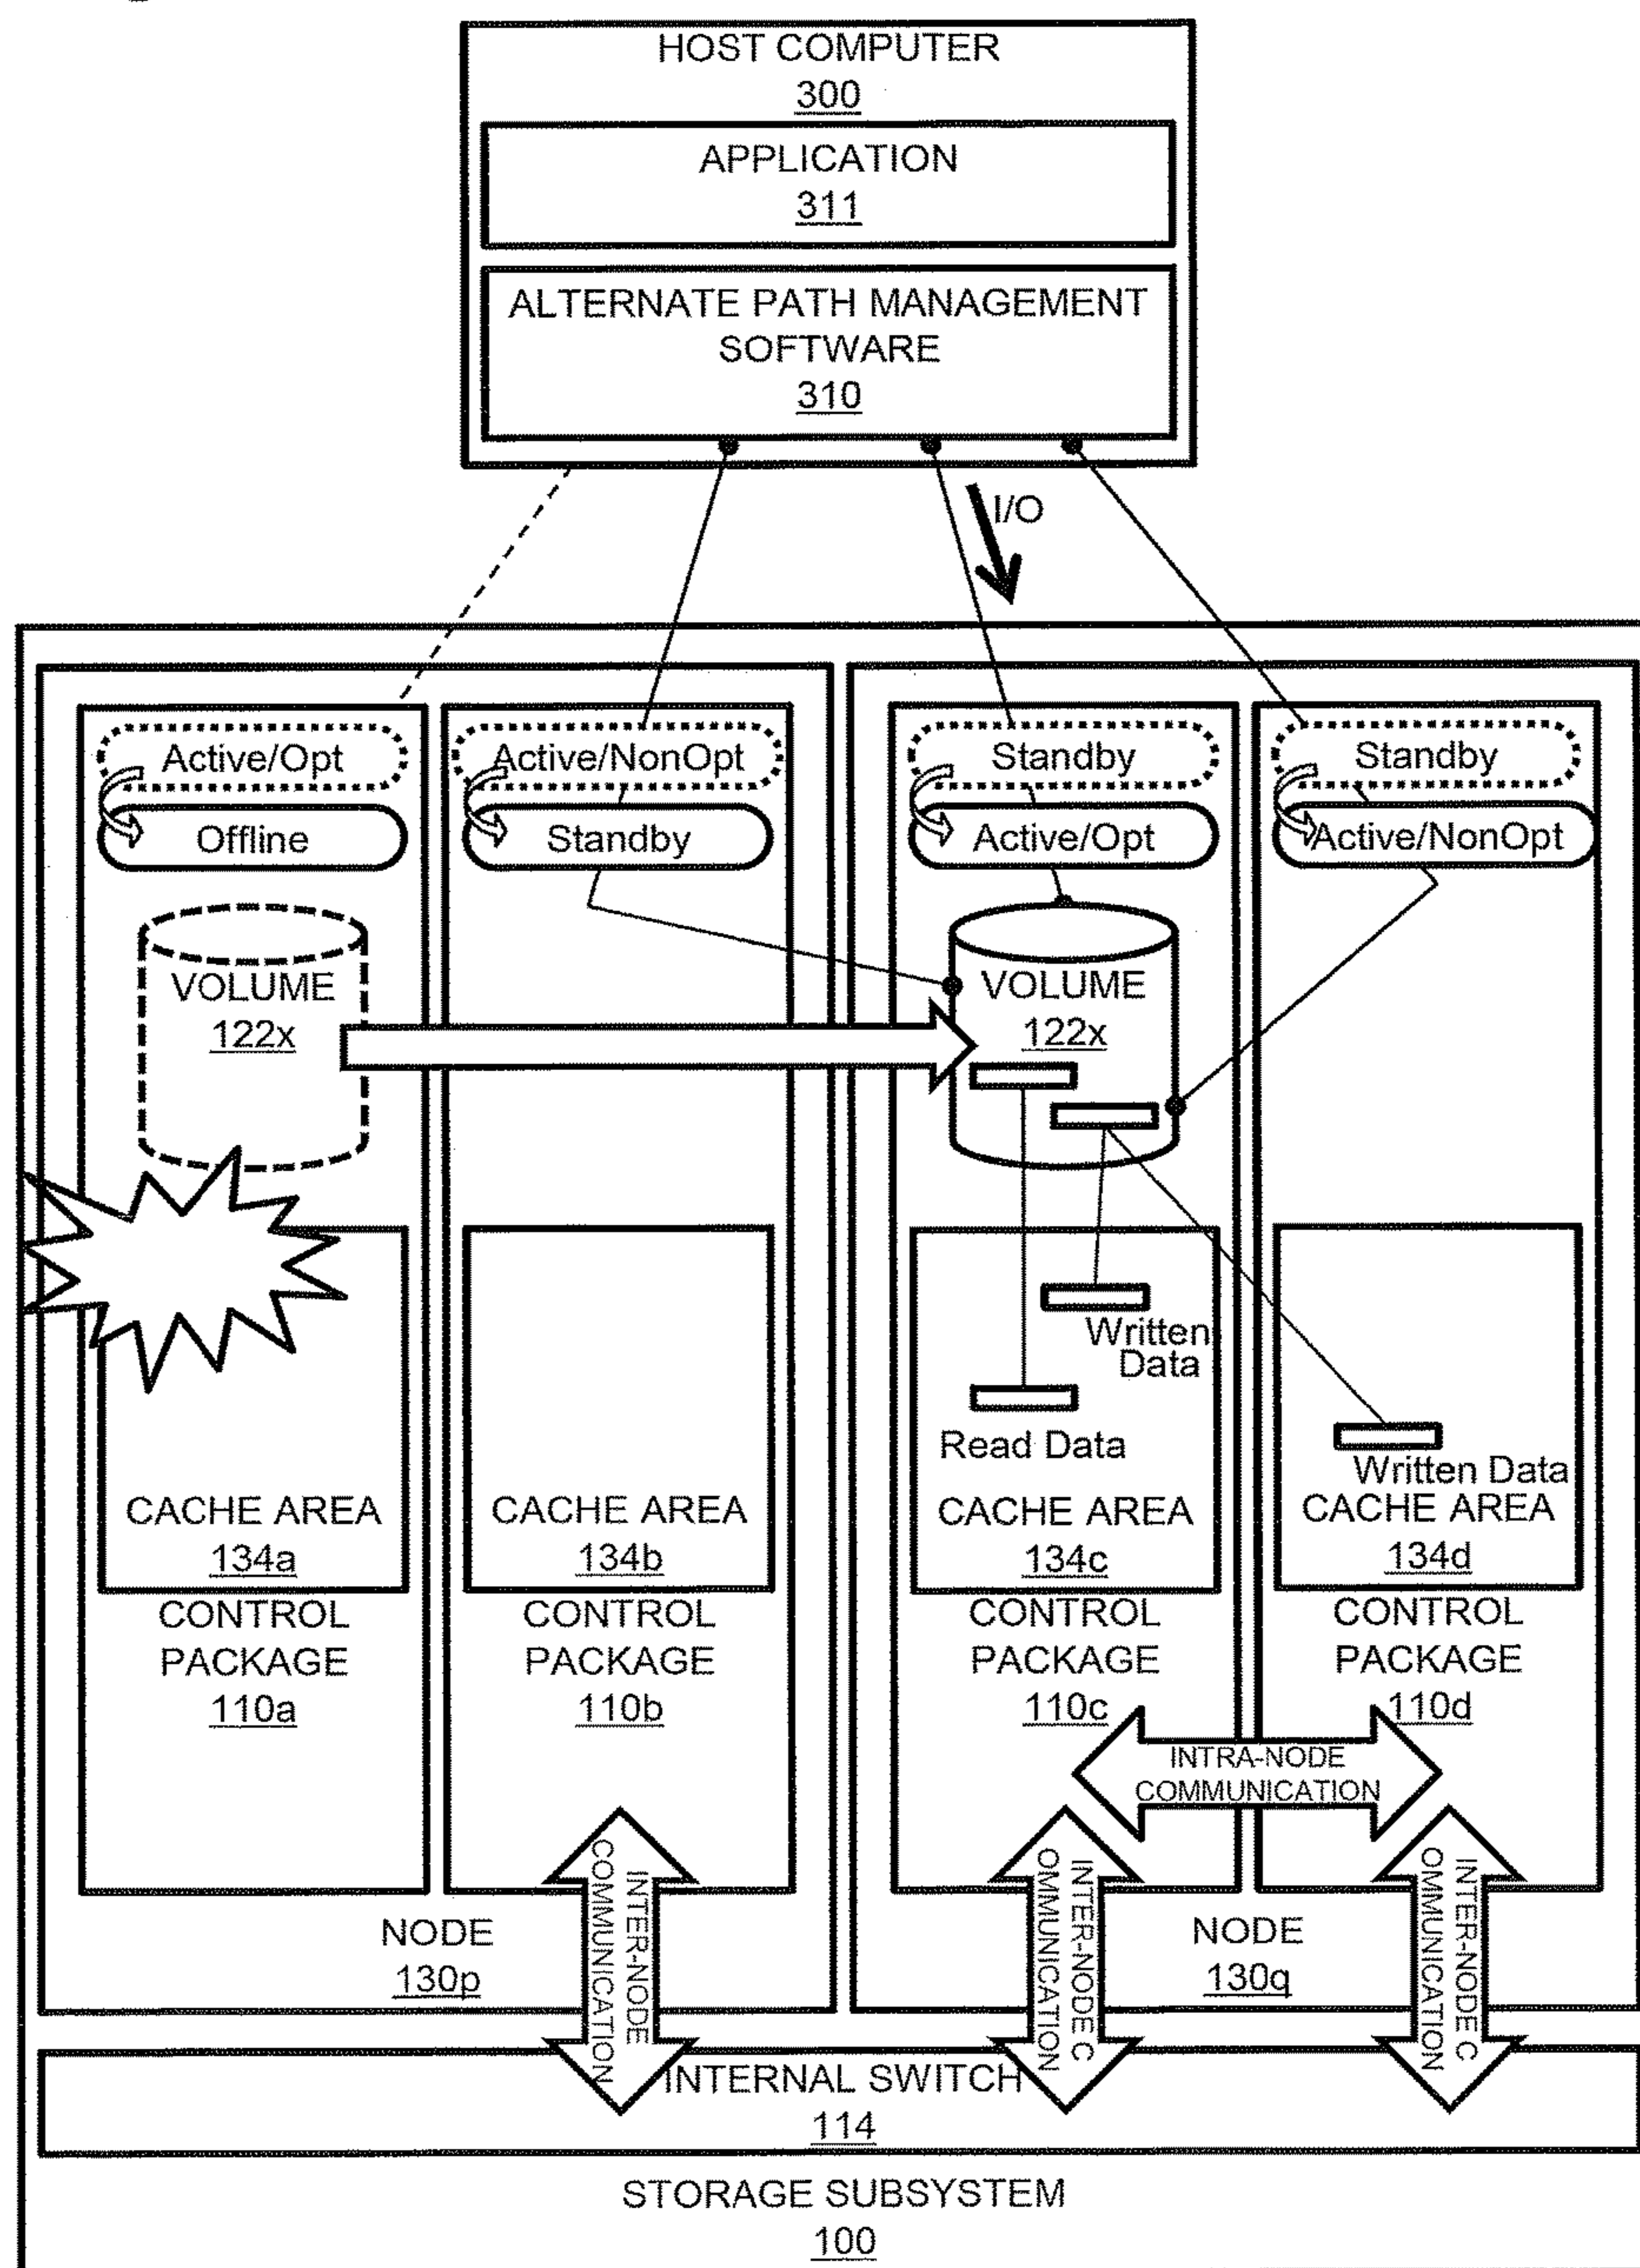 HOST COMPUTER
300
APPLICATION
311
ALTERNATE PATH MANAGEMENT
SOFTWARE
310
I/O
Active/Opt
Offline
Active/NonOpt
Standby
Standby
Active/Opt
Standby
Active/NonOpt
VOLUME
122x
VOLUME
122x
Written
Data
Read Data
Written Data
CACHE AREA
134a
CACHE AREA
134b
CACHE AREA
134c
CACHE AREA
134d
CONTROL
PACKAGE
110a
CONTROL
PACKAGE
110b
CONTROL
PACKAGE
110c
CONTROL
PACKAGE
110d
INTRA-NODE
COMMUNICATION
INTER-NODE
COMMUNICATION
INTER-NODE C
OMMUNICATION
INTER-NODE C
OMMUNICATION
NODE
130p
NODE
130q
INTERNAL SWITCH
114
STORAGE SUBSYSTEM
100